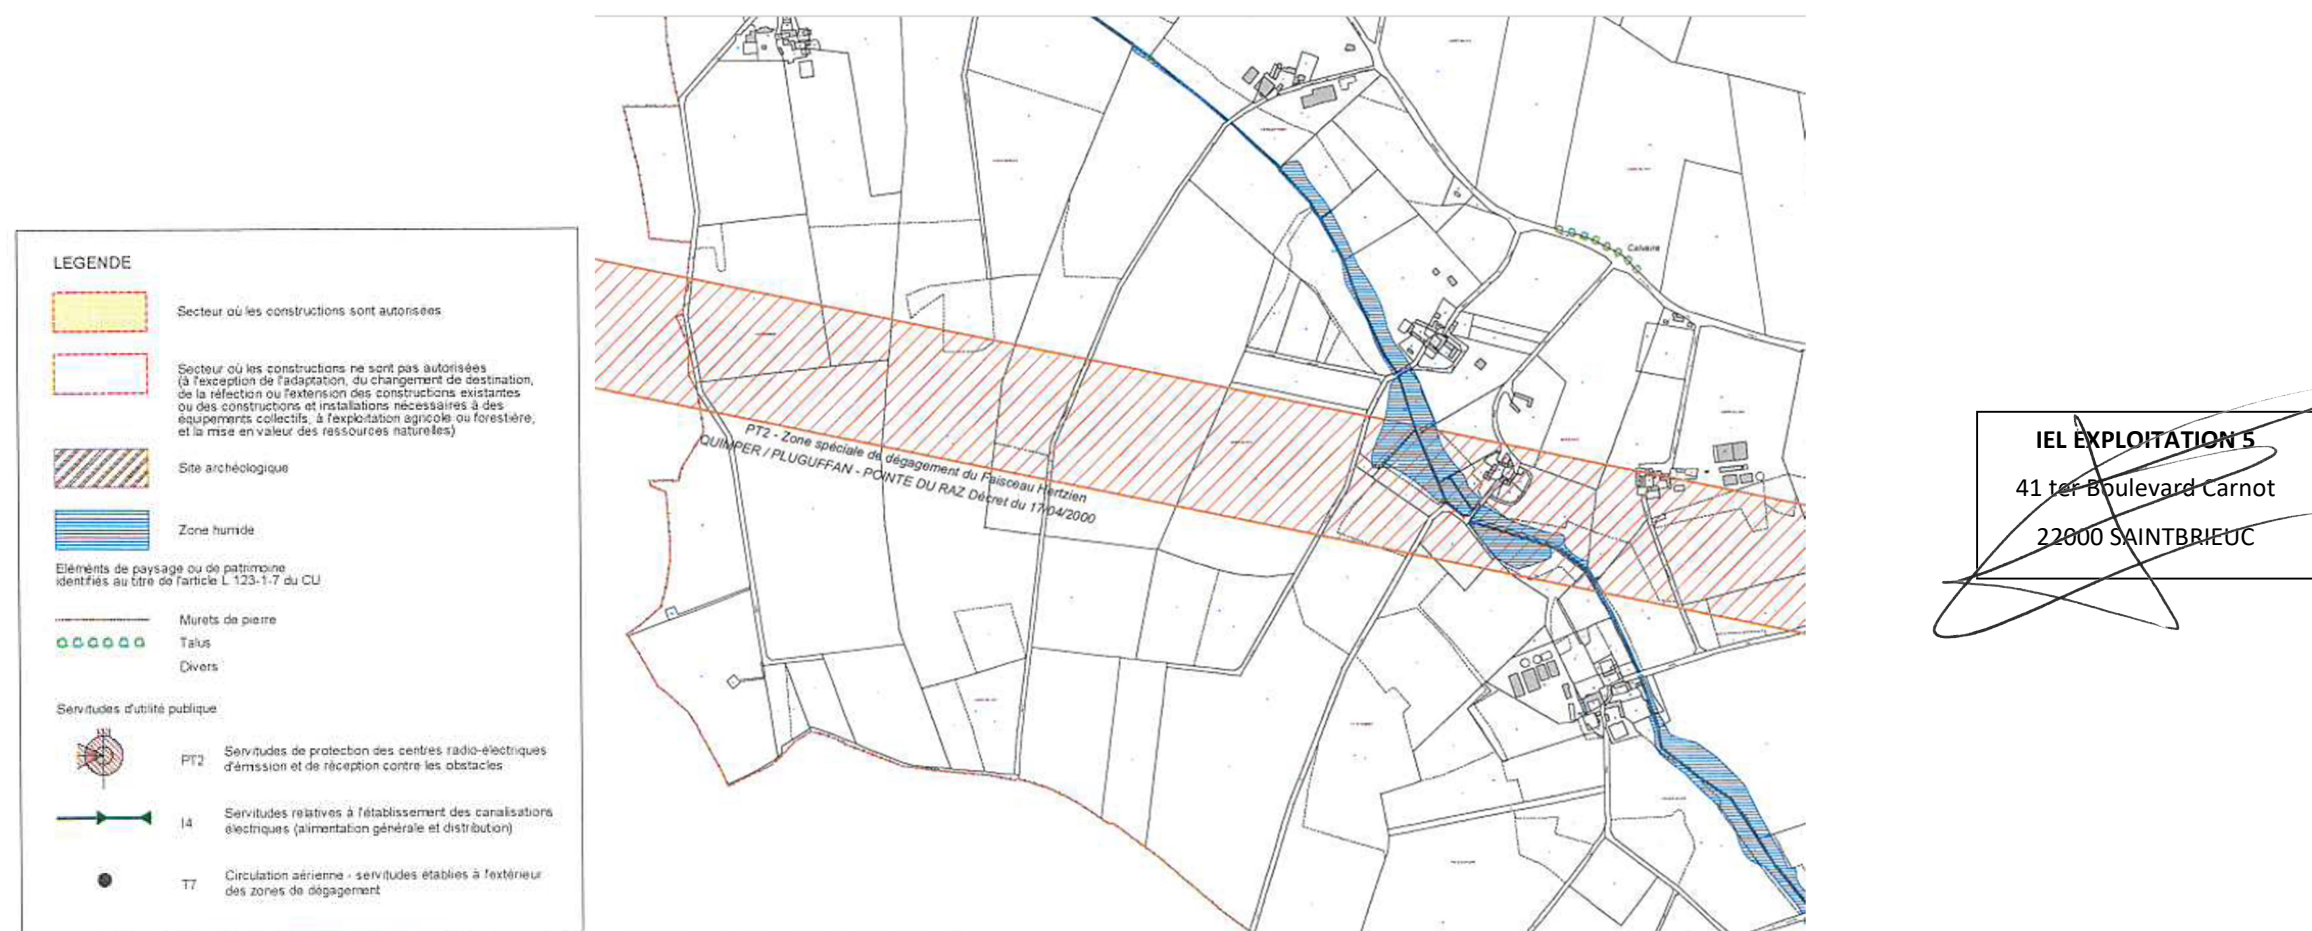 LEGENDE
Secteur où les constructions sont autorisées
Secteur où les constructions ne sont pas autorisées
(à l'exception de l'adaptation, du changement de destination,
de la réfection ou l'extension des constructions existantes
ou des constructions et installations nécessaires à des
équipements collectifs, à l'exploitation agricole ou forestière,
et la mise en valeur des ressources naturelles)
Site archéologique
Zone humide
Eléments de paysage ou de patrimoine
identifiés au titre de l'article L 123-1-7 du CU
Murets de pierre
Talus
Divers
Servitudes d'utilité publique
PT2
Servitudes de protection des centres radio-électriques
d'émission et de réception contre les obstacles
I4
Servitudes relatives à l'établissement des canalisations
électriques (alimentation générale et distribution)
T7
Circulation aérienne - servitudes établies à l'extérieur
des zones de dégagement
Calvaire
PT2 - Zone spéciale de dégagement du Faisceau Hertzien
QUIMPER / PLUGUFFAN - POINTE DU RAZ Décret du 17/04/2000
IEL EXPLOITATION 5
41 ter Boulevard Carnot
22000 SAINTBRIEUC